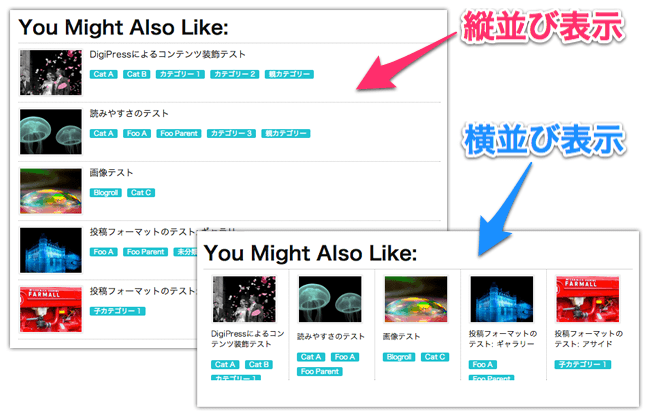 You Might Also Like:
DigiPressによるコンテンツ装飾テスト
Cat A Cat B カテゴリー 1 カテゴリー 2 親カテゴリー
読みやすさのテスト
Cat A Foo A Foo Parent カテゴリー 3 親カテゴリー
画像テスト
Blogroll Cat C
投稿フォーマットのテスト: ギャラリー
Foo A Foo Parent 未分類
投稿フォーマットのテス
子カテゴリー 1
FARMALL
縦並び表示
横並び表示
You Might Also Like:
FARMALL
DigiPressによるコン
テンツ装飾テスト
Cat A Cat B
カテゴリー 1
読みやすさのテスト
Cat A Foo A
Foo Parent
画像テスト
Blogroll Cat C
投稿フォーマットの
テスト: ギャラリー
Foo A
Foo Parent
投稿フォーマットの
テスト: アサイド
子カテゴリー 1